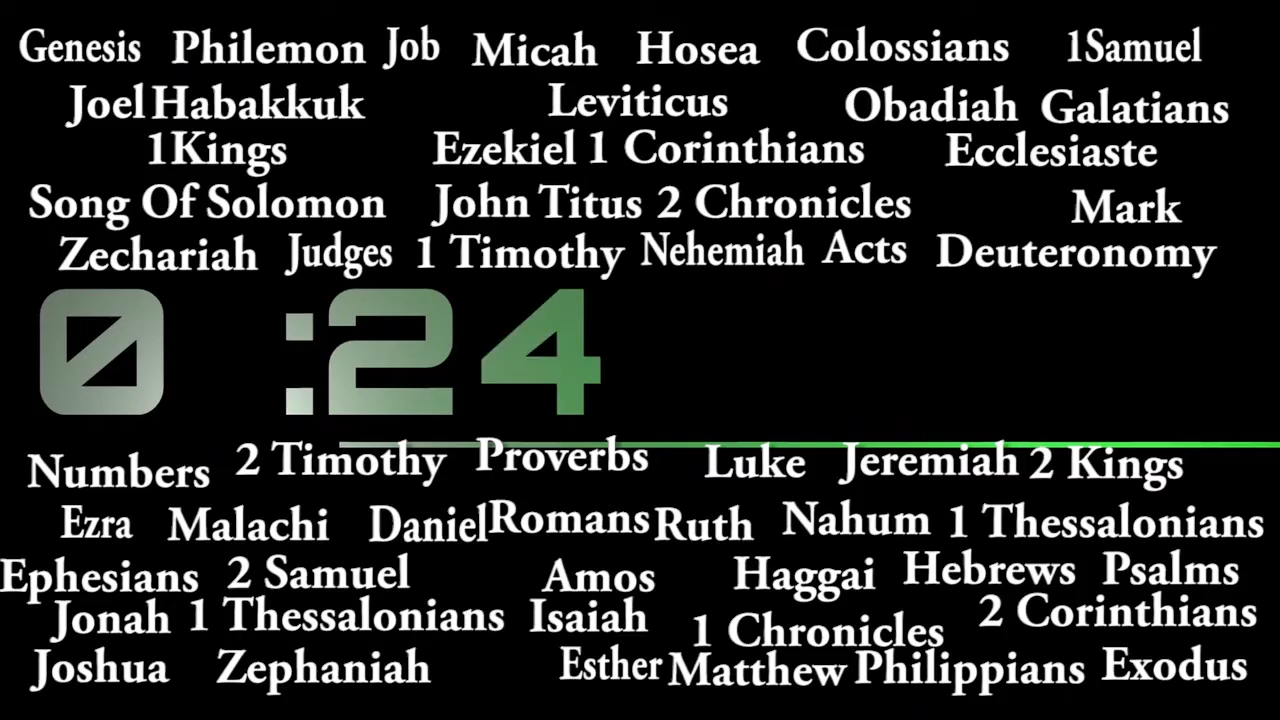 Genesis Philemon Job Micah Hosea Colossians 1Samuel
Joel Habakkuk Leviticus Obadiah Galatians
1Kings Ezekiel 1 Corinthians Ecclesiaste
Song Of Solomon John Titus 2 Chronicles Mark
Zechariah Judges 1 Timothy Nehemiah Acts Deuteronomy
0 :24
Numbers 2 Timothy Proverbs Luke Jeremiah 2 Kings
Ezra Malachi Daniel Romans Ruth Nahum 1 Thessalonians
Ephesians 2 Samuel Amos Haggai Hebrews Psalms
Jonah 1 Thessalonians Isaiah 1 Chronicles 2 Corinthians
Joshua Zephaniah Esther Matthew Philippians Exodus